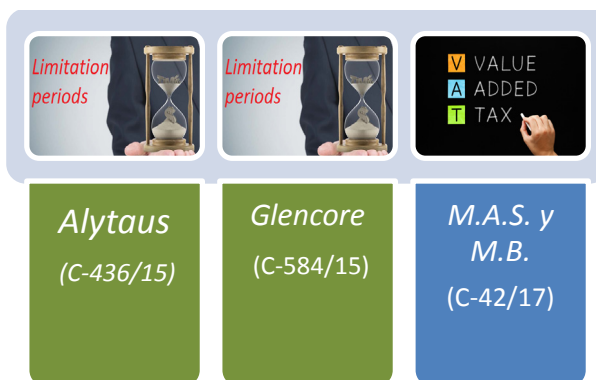 Limitation
periods
Limitation
periods
V VALUE
A ADDED
T TAX
Alytaus
(C-436/15)
Glencore
(C-584/15)
M.A.S. y
M.B.
(C-42/17)